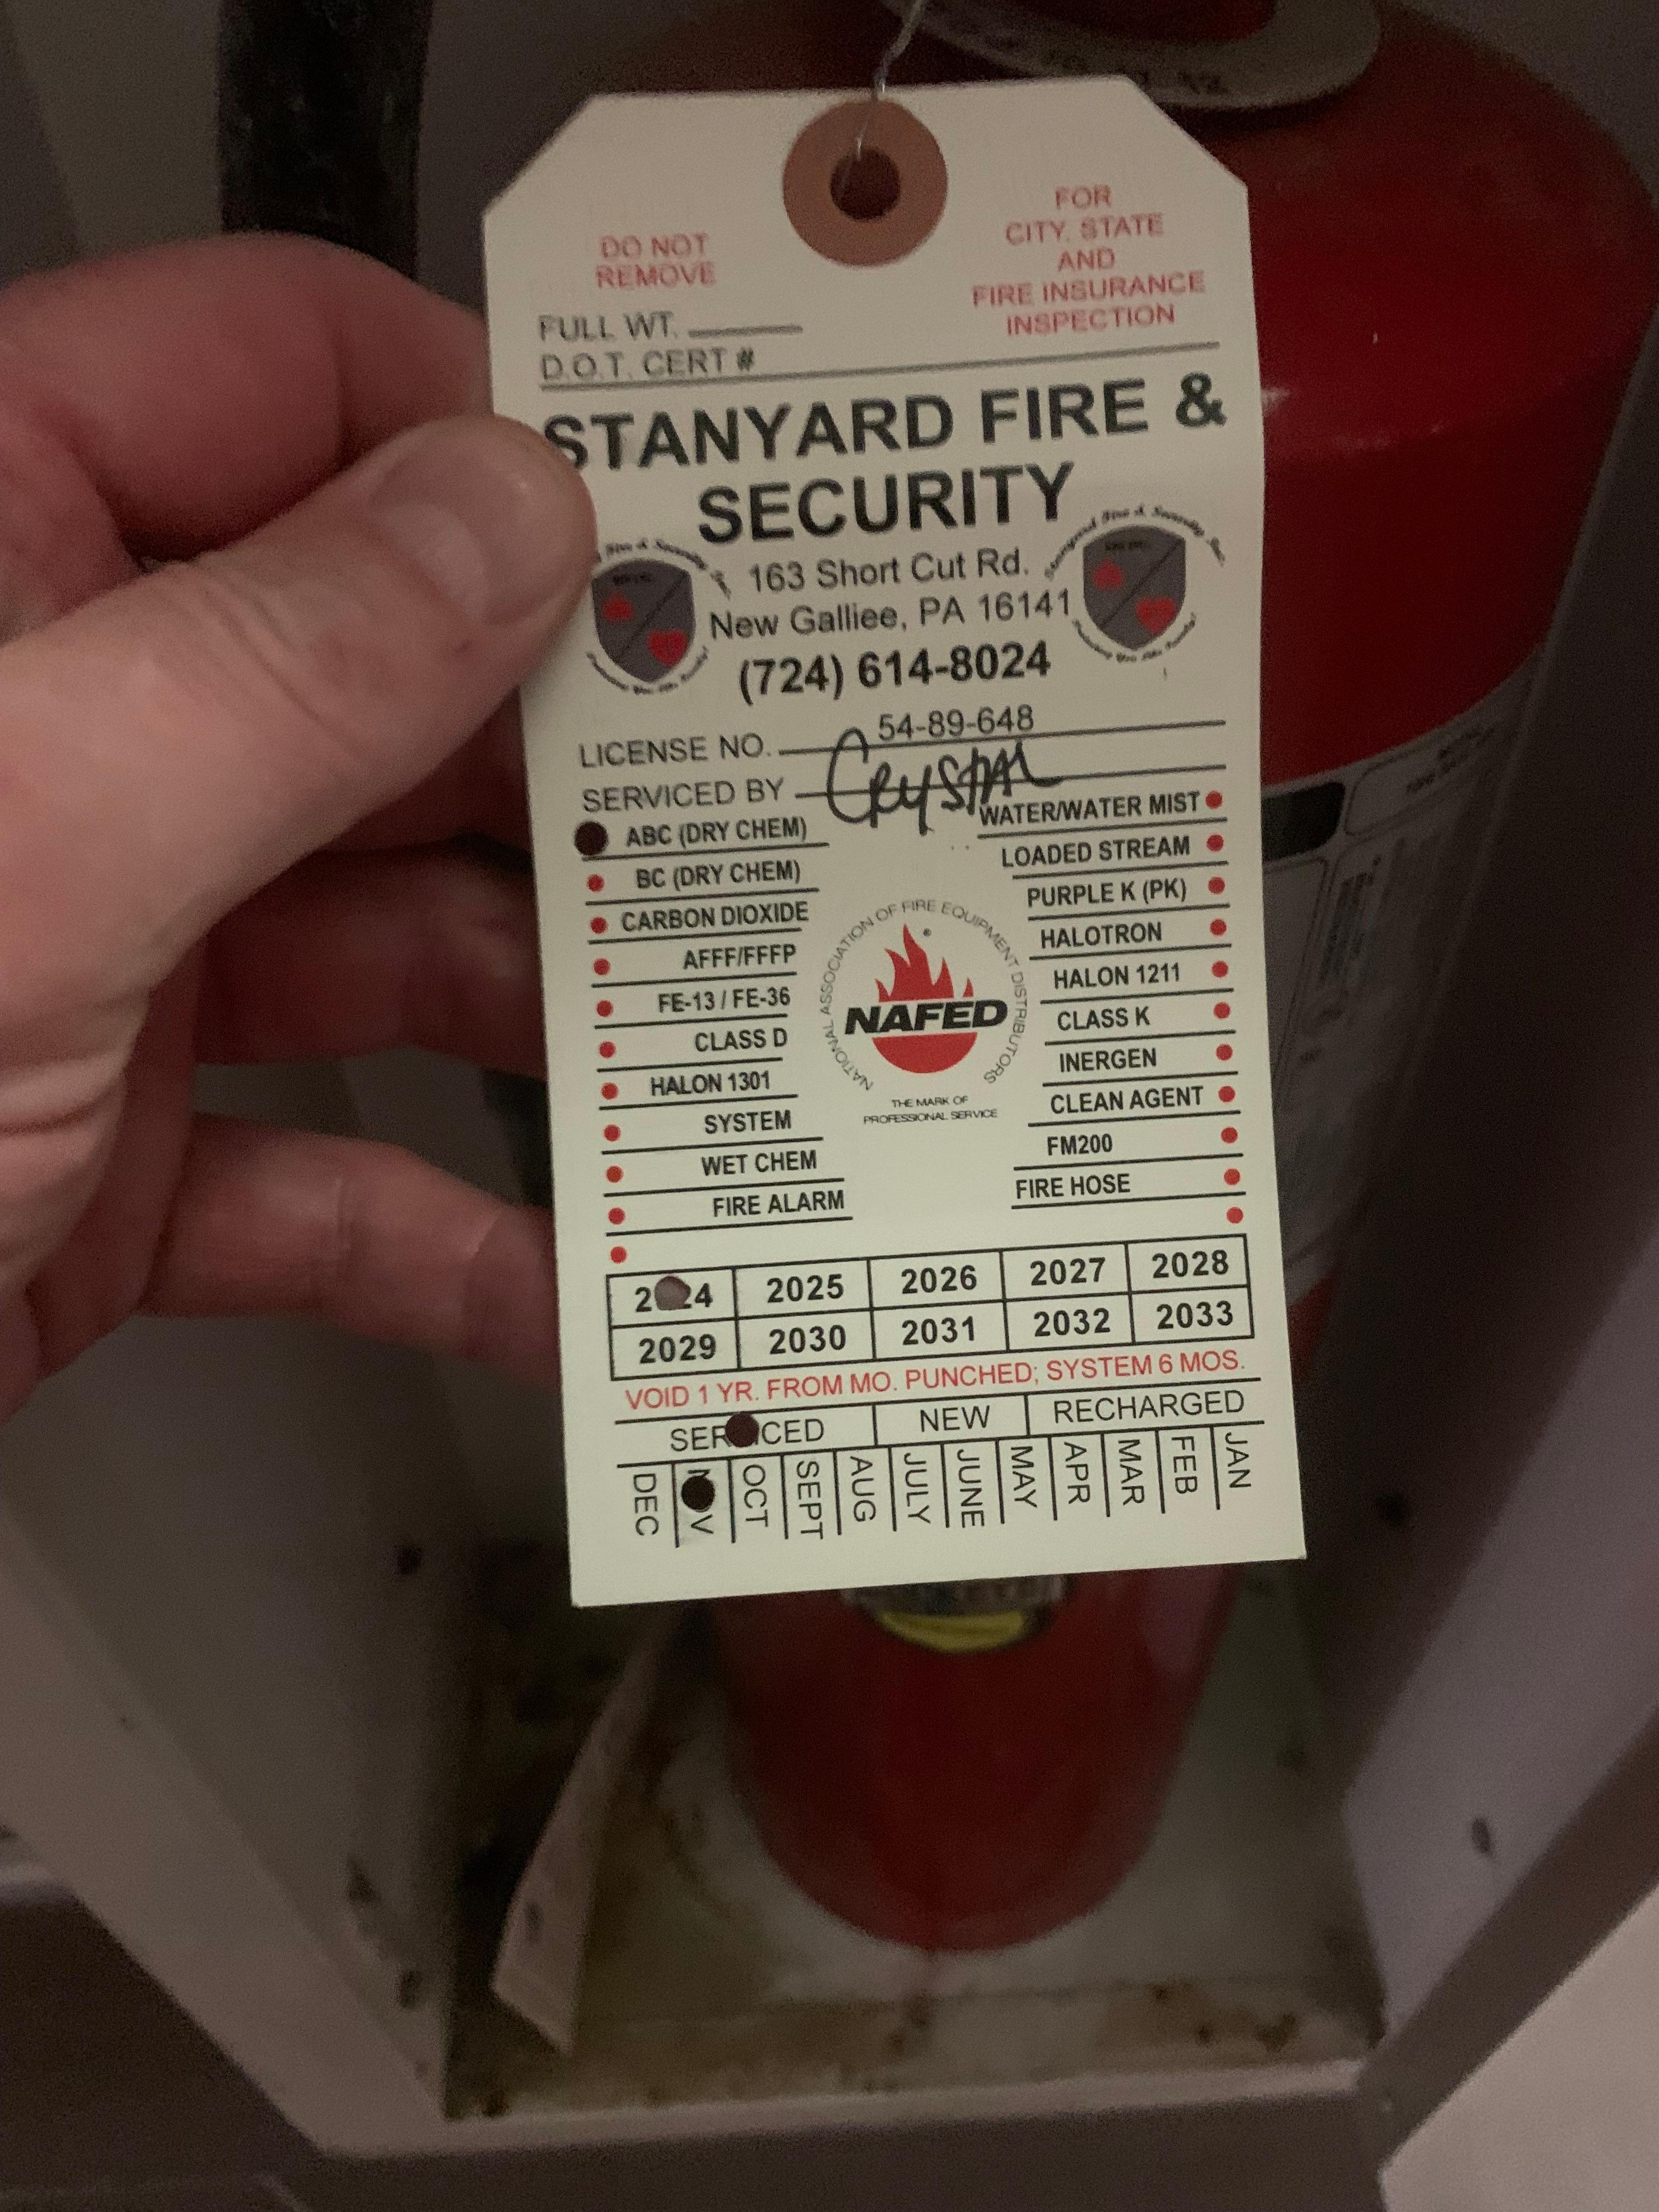 DO NOT
REMOVE
FOR
CITY, STATE
AND
FIRE INSURANCE
INSPECTION
FULL WT.
D.O.T. CERT #
STANYARD FIRE &
SECURITY
163 Short Cut Rd.
New Galliee, PA 16141
(724) 614-8024
LICENSE NO. 54-89-648
SERVICED BY Crystal
ABC (DRY CHEM)
BC (DRY CHEM)
CARBON DIOXIDE
AFFF/FFFP
FE-13 / FE-36
CLASS D
HALON 1301
SYSTEM
WET CHEM
FIRE ALARM
NATIONAL ASSOCIATION OF FIRE EQUIPMENT DISTRIBUTORS
NAFED
®
THE MARK OF
PROFESSIONAL SERVICE
WATER/WATER MIST
LOADED STREAM
PURPLE K (PK)
HALOTRON
HALON 1211
CLASS K
INERGEN
CLEAN AGENT
FM200
FIRE HOSE
2024 2025 2026 2027 2028
2029 2030 2031 2032 2033
VOID 1 YR. FROM MO. PUNCHED; SYSTEM 6 MOS.
SERVICED NEW RECHARGED
DEC NOV OCT SEPT AUG JULY JUNE MAY APR MAR FEB JAN